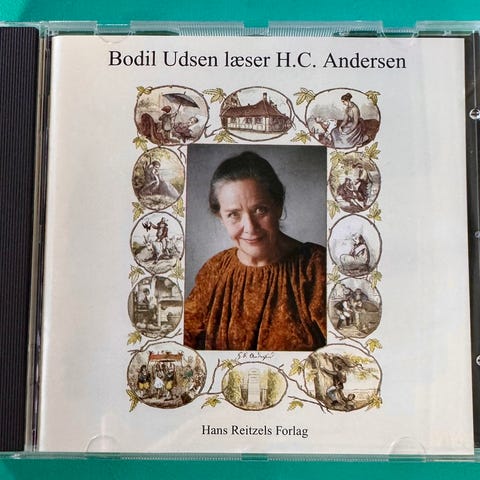 Bodil Udsen læser H.C. Andersen
Hans Reitzels Forlag